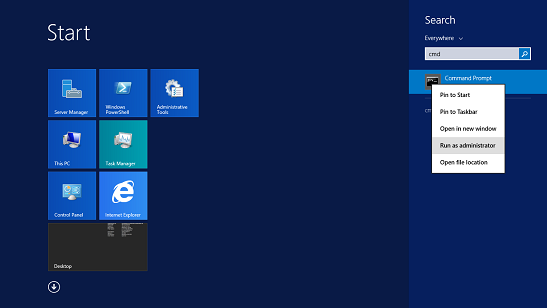 Start
Server Manager
Windows
PowerShell
Administrative
Tools
This PC
Task Manager
Control Panel
Internet Explorer
Desktop
Search
Everywhere
cmd
Command Prompt
Pin to Start
Pin to Taskbar
Open in new window
Run as administrator
Open file location